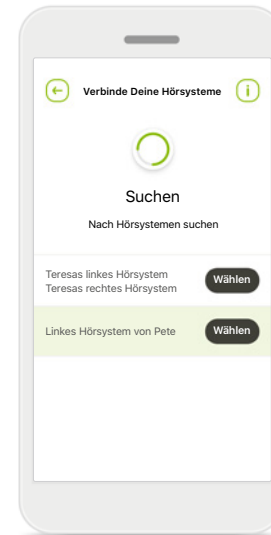 Verbinde Deine Hörsysteme
Suchen
Nach Hörsystemen suchen
Teresas linkes Hörsystem
Teresas rechtes Hörsystem
Wählen
Linkes Hörsystem von Pete
Wählen